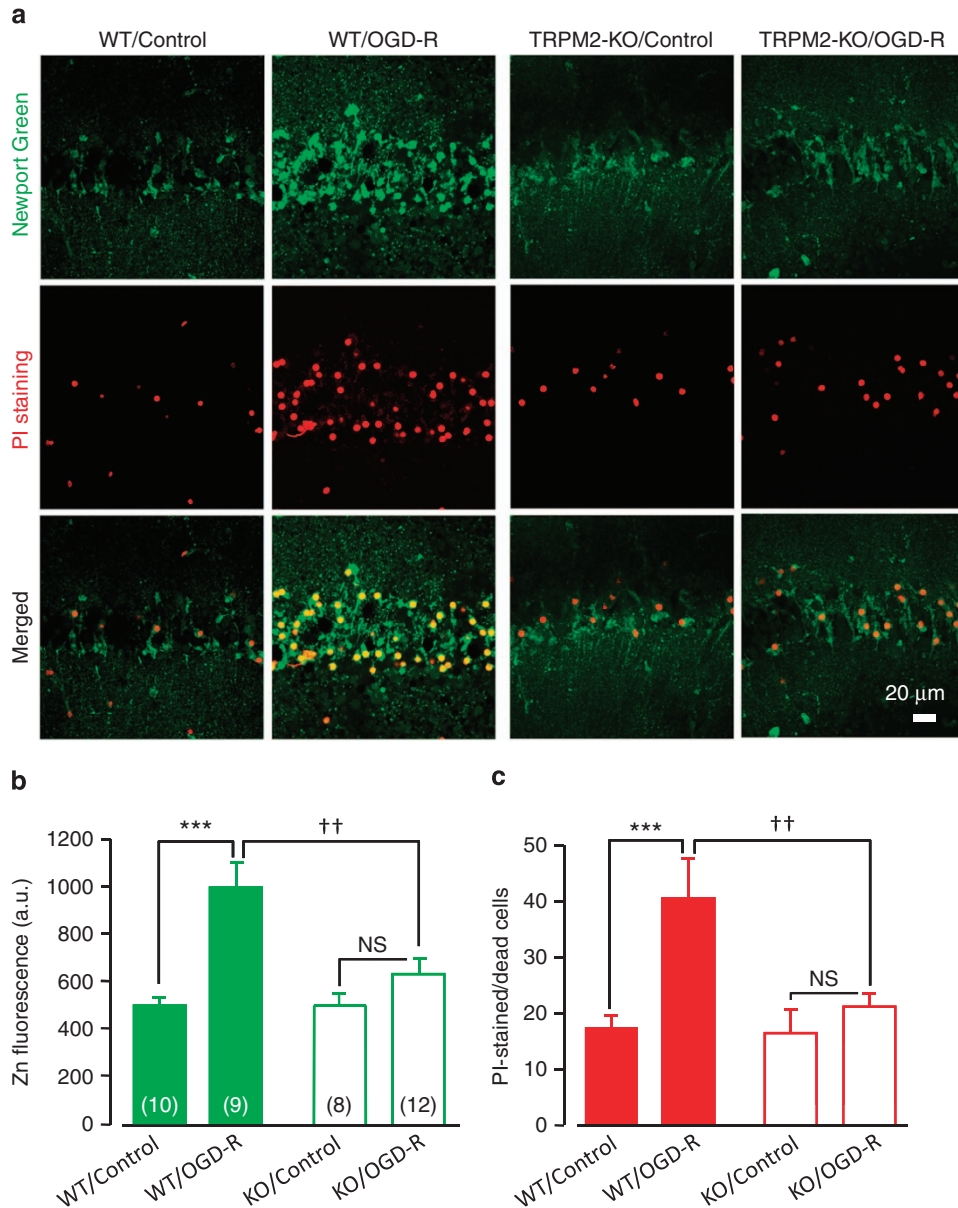 a
WT/Control WT/OGD-R TRPM2-KO/Control TRPM2-KO/OGD-R
Newport Green
PI staining
Merged
20 μm
b
Zn fluorescence (a.u.)
1200
1000
800
600
400
200
0
*** ††
NS
(10) (9) (8) (12)
WT/Control WT/OGD-R KO/Control KO/OGD-R
c
PI-stained/dead cells
50
40
30
20
10
0
*** ††
NS
WT/Control WT/OGD-R KO/Control KO/OGD-R